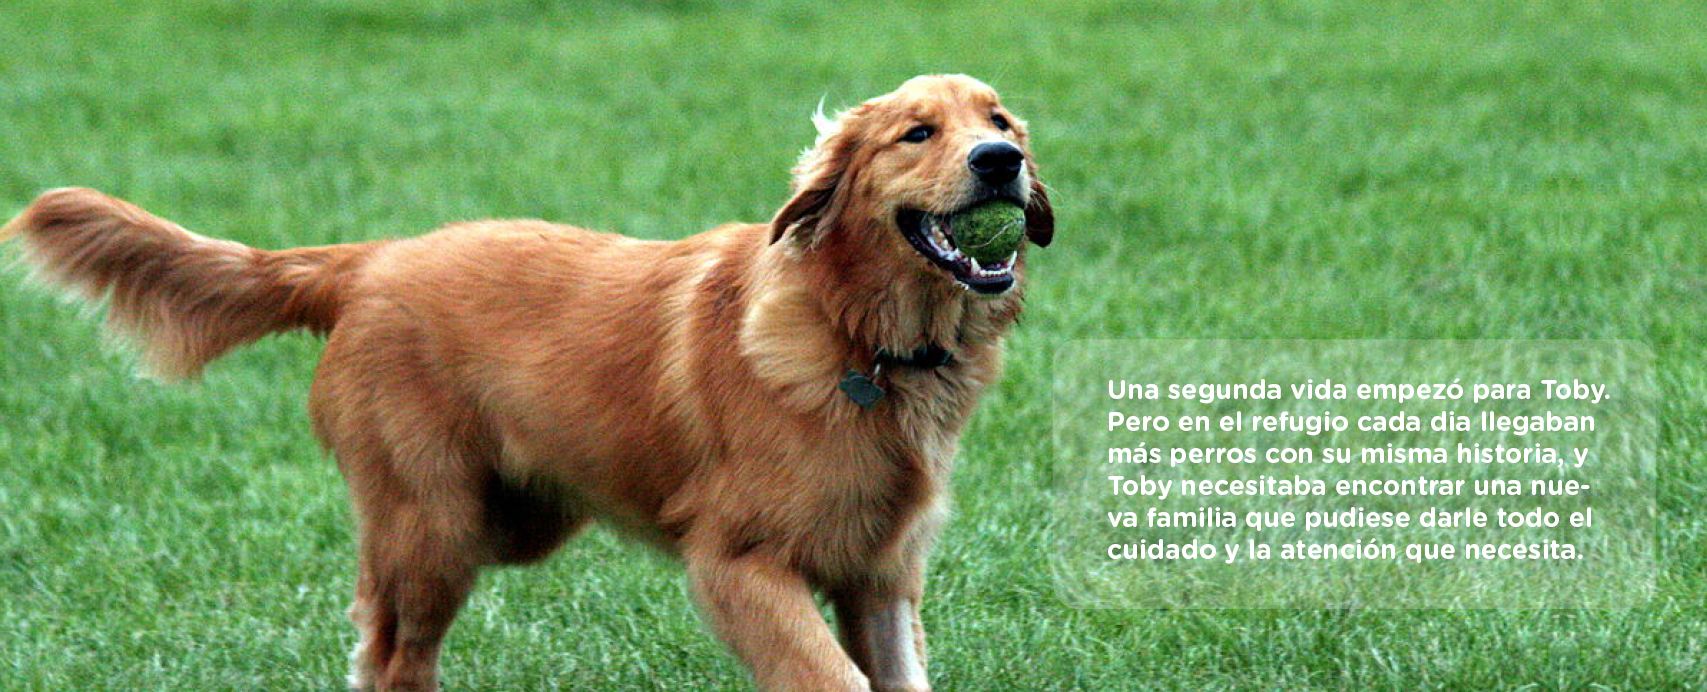 Una segunda vida empezó para Toby.
Pero en el refugio cada dia llegaban
más perros con su misma historia, y
Toby necesitaba encontrar una nue-
va familia que pudiese darle todo el
cuidado y la atención que necesita.